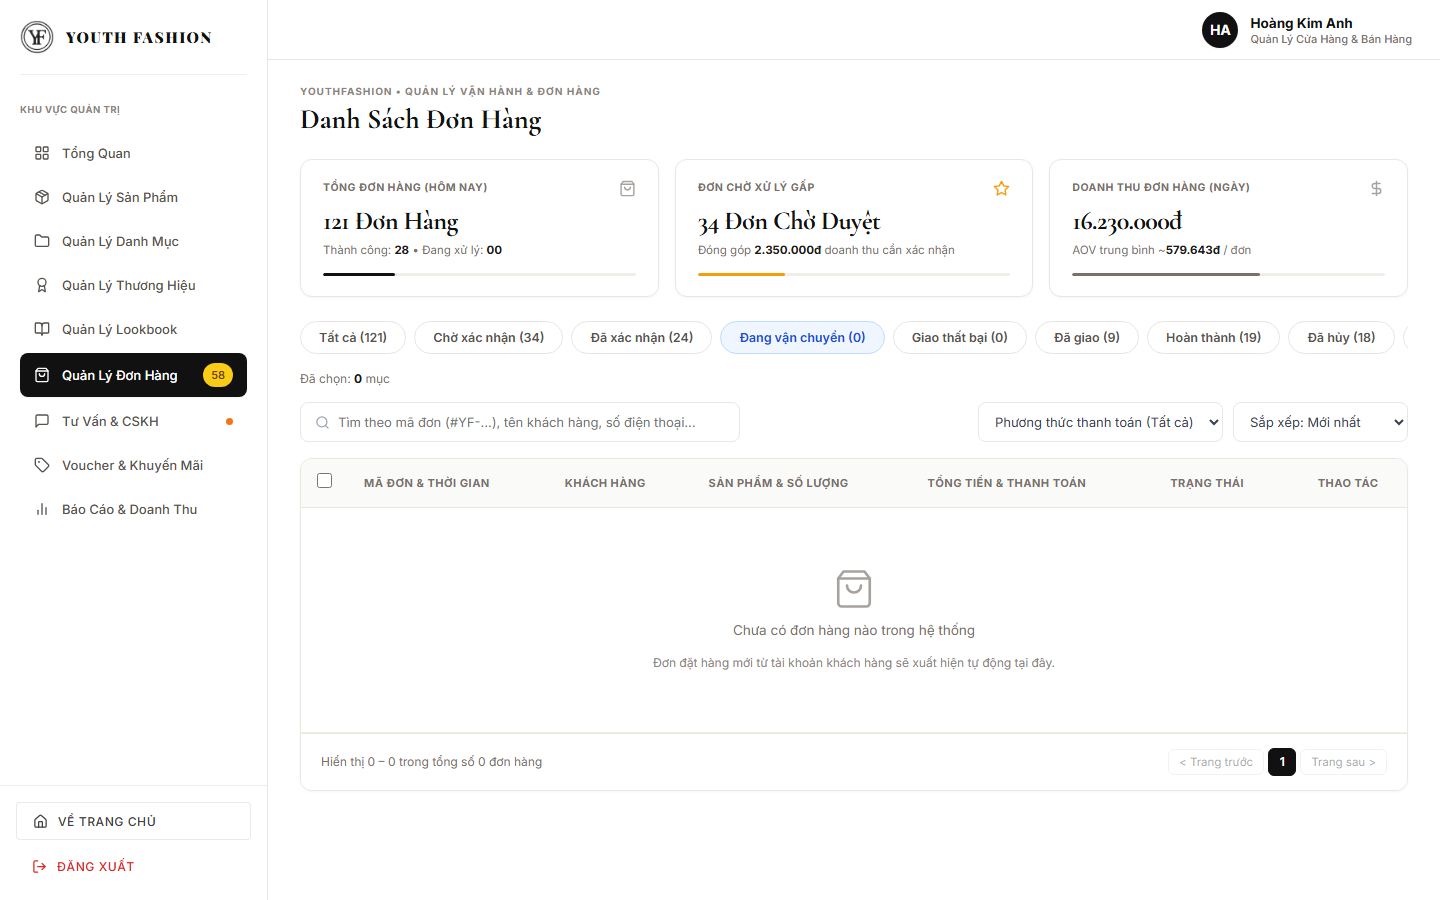 YF YOUTH FASHION
HA
Hoàng Kim Anh
Quản Lý Cửa Hàng & Bán Hàng
KHU VỰC QUẢN TRỊ
Tổng Quan
Quản Lý Sản Phẩm
Quản Lý Danh Mục
Quản Lý Thương Hiệu
Quản Lý Lookbook
Quản Lý Đơn Hàng 58
Tư Vấn & CSKH
Voucher & Khuyến Mãi
Báo Cáo & Doanh Thu
VỀ TRANG CHỦ
ĐĂNG XUẤT
YOUTHFASHION • QUẢN LÝ VẬN HÀNH & ĐƠN HÀNG
Danh Sách Đơn Hàng
TỔNG ĐƠN HÀNG (HÔM NAY)
121 Đơn Hàng
Thành công: 28 • Đang xử lý: 00
ĐƠN CHỜ XỬ LÝ GẤP
34 Đơn Chờ Duyệt
Đóng góp 2.350.000đ doanh thu cần xác nhận
DOANH THU ĐƠN HÀNG (NGÀY)
16.230.000đ
AOV trung bình ~579.643đ / đơn
Tất cả (121) Chờ xác nhận (34) Đã xác nhận (24) Đang vận chuyển (0) Giao thất bại (0) Đã giao (9) Hoàn thành (19) Đã hủy (18)
Đã chọn: 0 mục
Tìm theo mã đơn (#YF-...), tên khách hàng, số điện thoại...
Phương thức thanh toán (Tất cả)
Sắp xếp: Mới nhất
MÃ ĐƠN & THỜI GIAN KHÁCH HÀNG SẢN PHẨM & SỐ LƯỢNG TỔNG TIỀN & THANH TOÁN TRẠNG THÁI THAO TÁC
Chưa có đơn hàng nào trong hệ thống
Đơn đặt hàng mới từ tài khoản khách hàng sẽ xuất hiện tự động tại đây.
Hiển thị 0 – 0 trong tổng số 0 đơn hàng
< Trang trước 1 Trang sau >